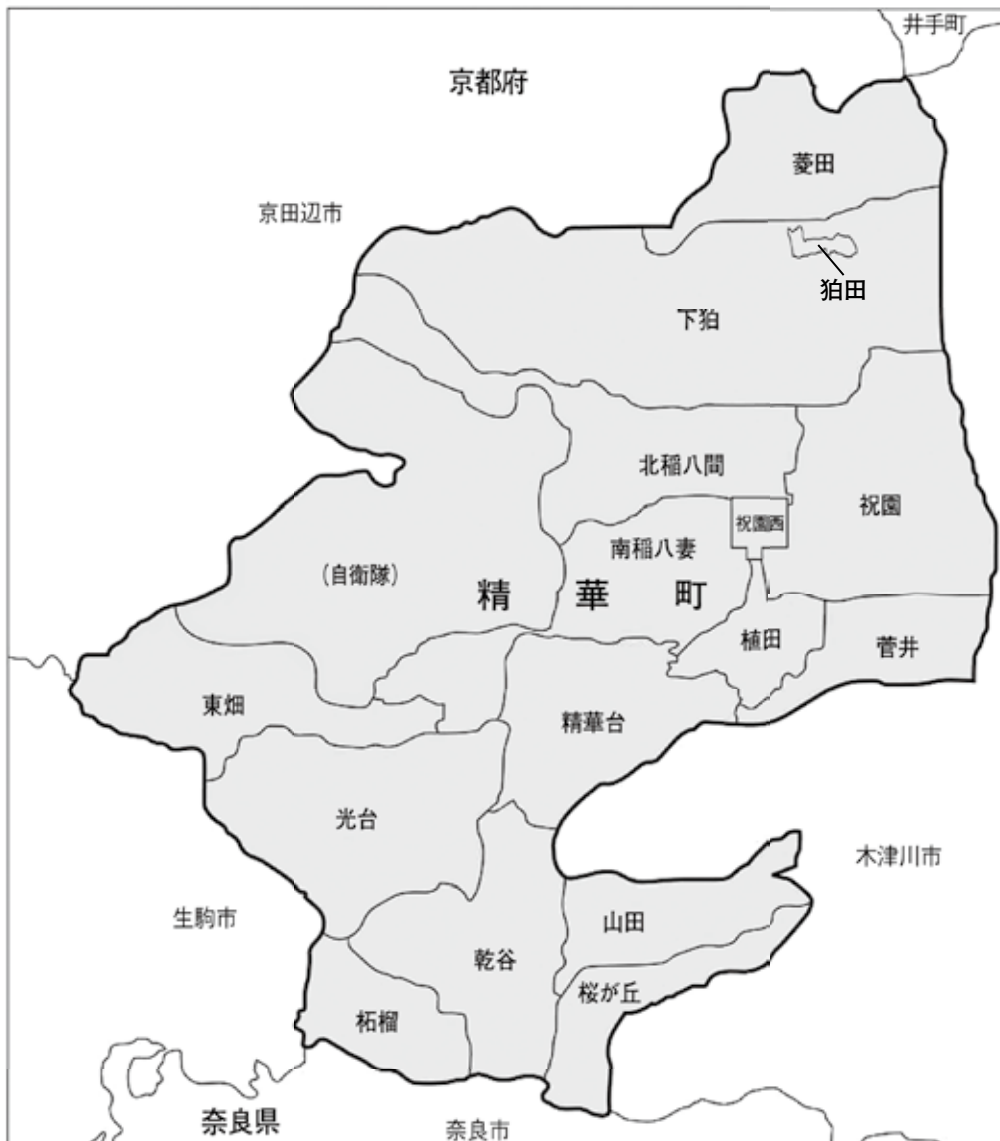 井手町
京都府
菱田
京田辺市
狛田
下狛
北稲八間
祝園
祝園西
南稲八妻
(自衛隊)
精華町
植田
菅井
東畑
精華台
光台
木津川市
生駒市
山田
乾谷
桜が丘
柘榴
奈良県
奈良市